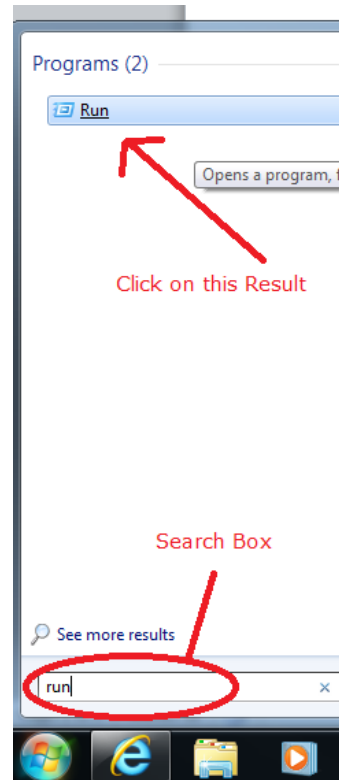 Programs (2)
Run
Opens a program, f
Click on this Result
Search Box
See more results
run